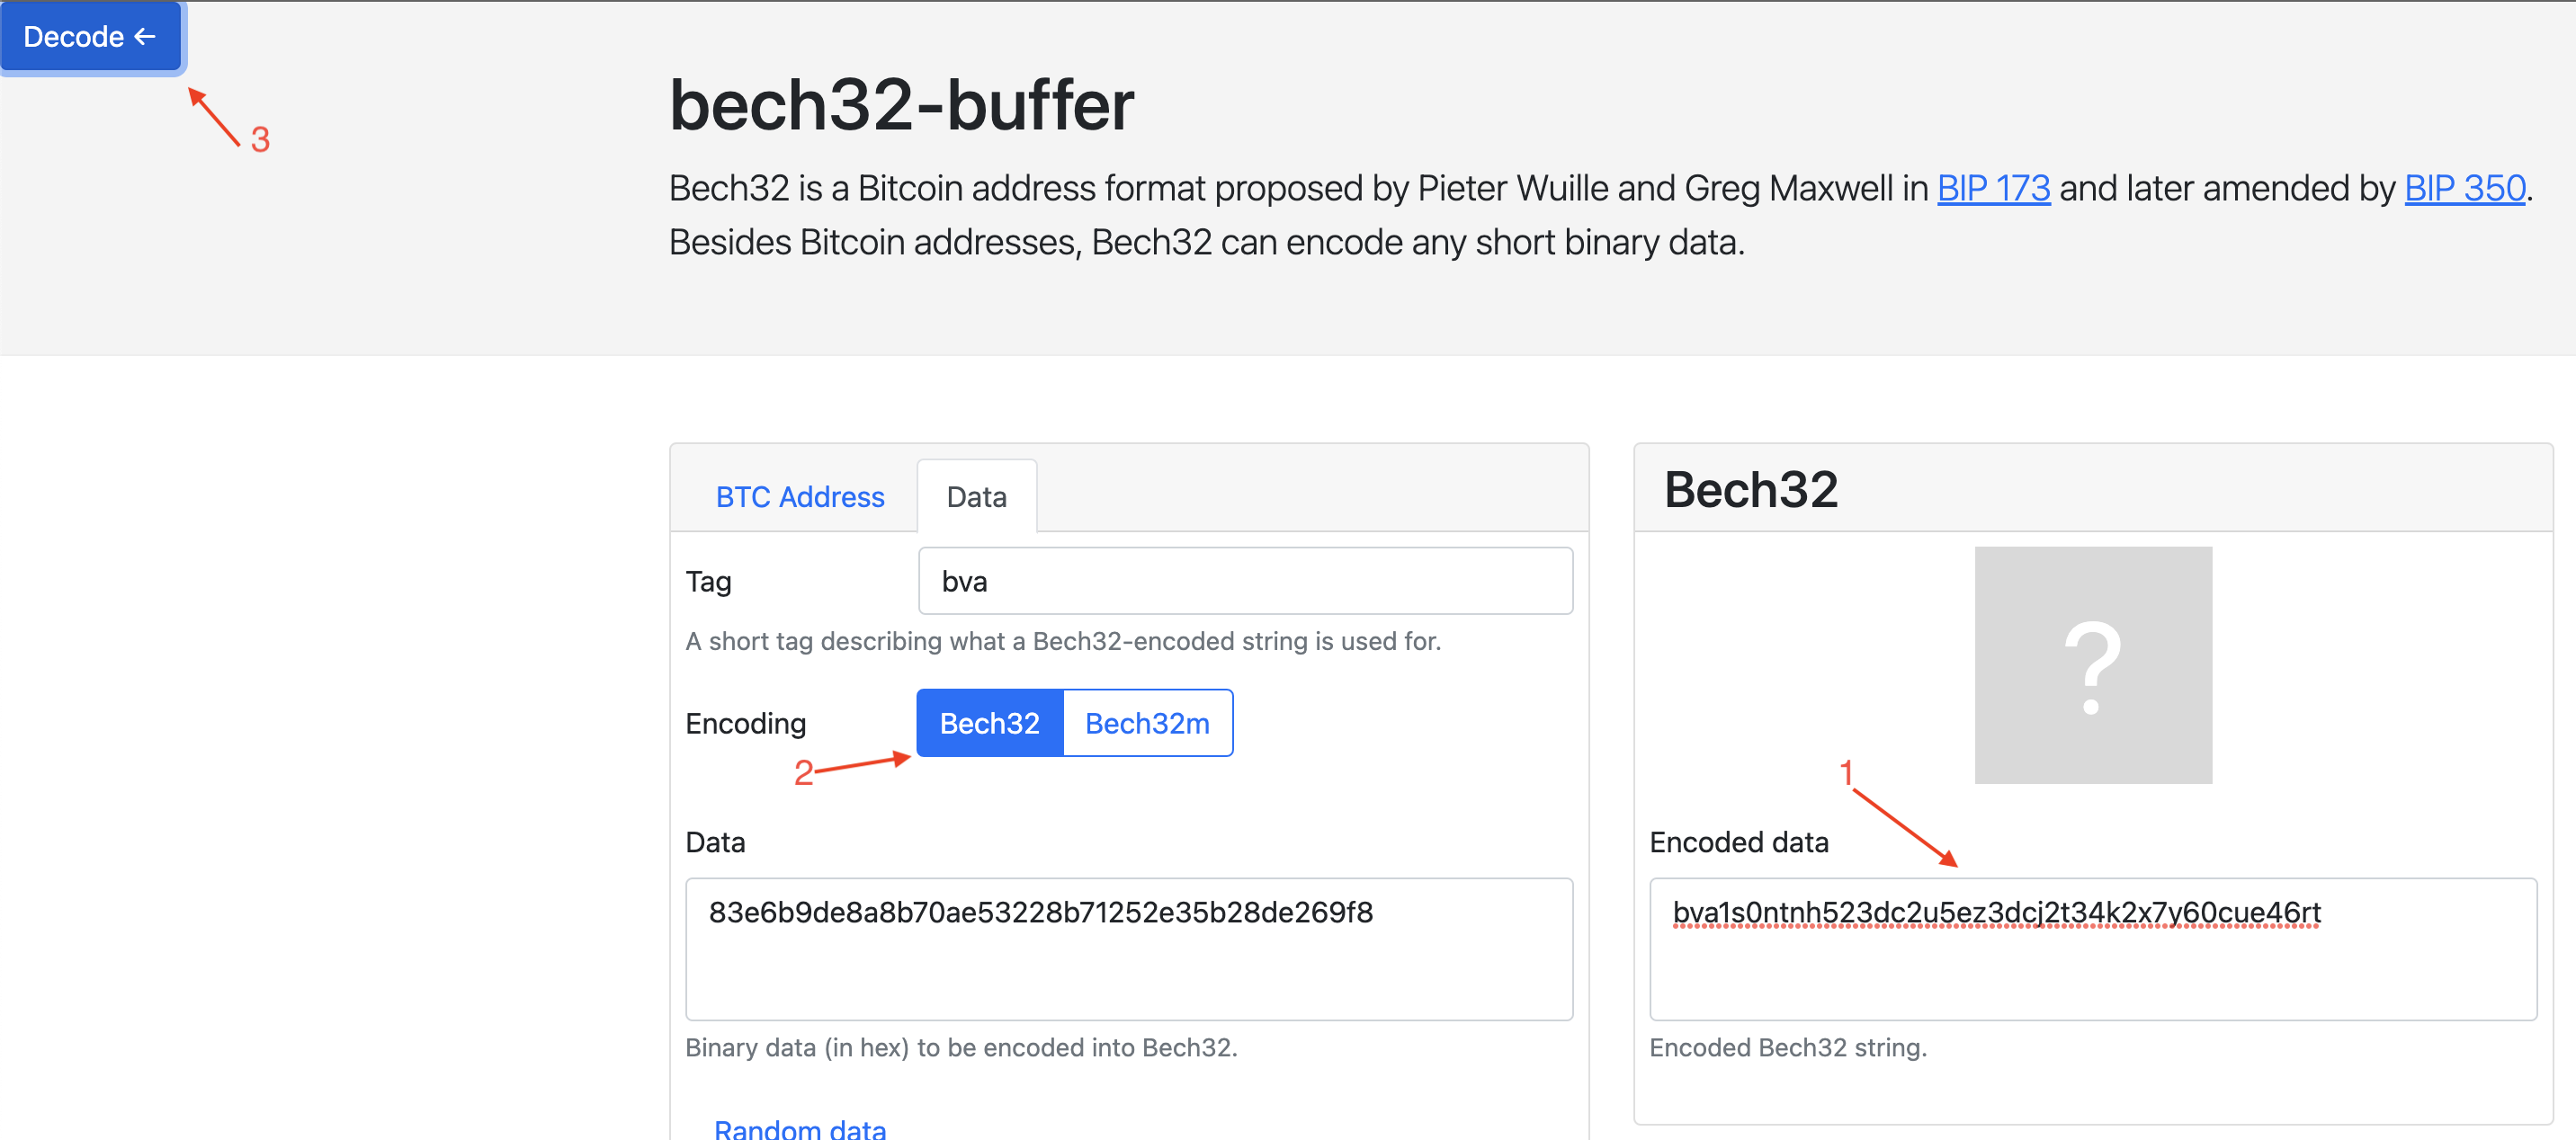 Decode ←
3
bech32-buffer
Bech32 is a Bitcoin address format proposed by Pieter Wuille and Greg Maxwell in BIP 173 and later amended by BIP 350.
Besides Bitcoin addresses, Bech32 can encode any short binary data.
BTC Address Data
Tag bva
A short tag describing what a Bech32-encoded string is used for.
Encoding Bech32 Bech32m
2
Data
83e6b9de8a8b70ae53228b71252e35b28de269f8
Binary data (in hex) to be encoded into Bech32.
Random data
Bech32
?
1
Encoded data
bva1s0ntnh523dc2u5ez3dcj2t34k2x7y60cue46rt
Encoded Bech32 string.